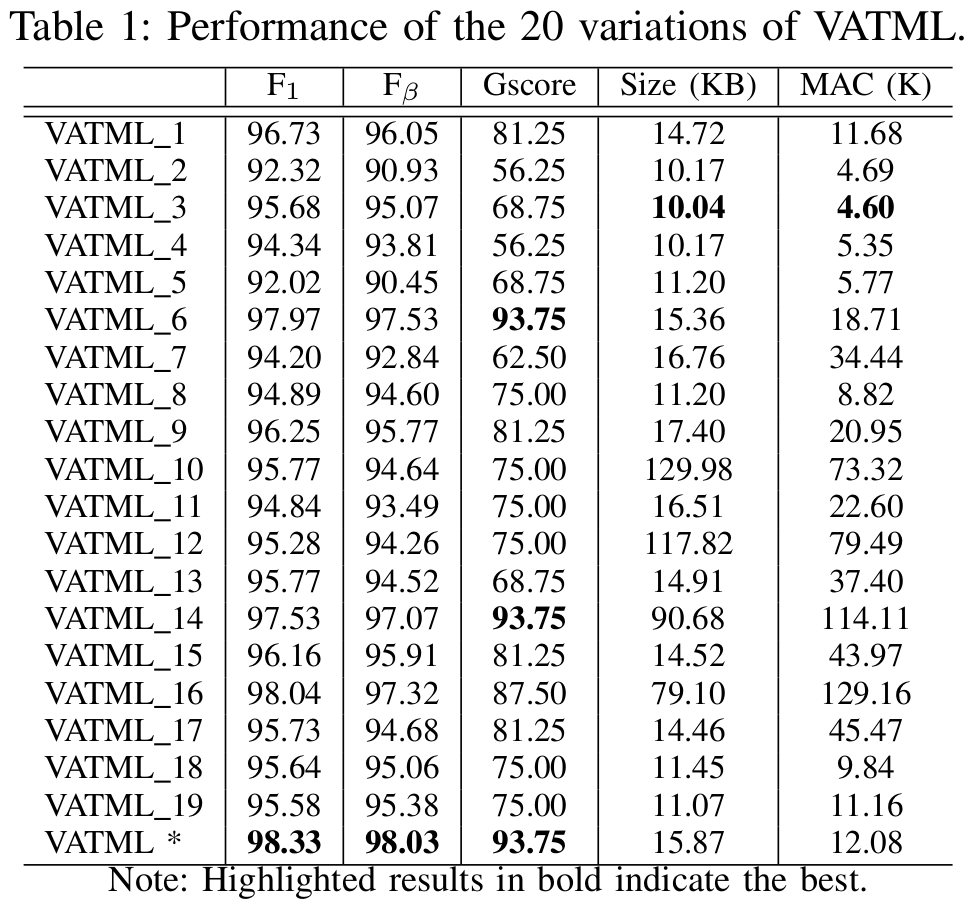 Table 1: Performance of the 20 variations of VATML.
F₁ Fᵦ Gscore Size (KB) MAC (K)
VATML_1 96.73 96.05 81.25 14.72 11.68
VATML_2 92.32 90.93 56.25 10.17 4.69
VATML_3 95.68 95.07 68.75 10.04 4.60
VATML_4 94.34 93.81 56.25 10.17 5.35
VATML_5 92.02 90.45 68.75 11.20 5.77
VATML_6 97.97 97.53 93.75 15.36 18.71
VATML_7 94.20 92.84 62.50 16.76 34.44
VATML_8 94.89 94.60 75.00 11.20 8.82
VATML_9 96.25 95.77 81.25 17.40 20.95
VATML_10 95.77 94.64 75.00 129.98 73.32
VATML_11 94.84 93.49 75.00 16.51 22.60
VATML_12 95.28 94.26 75.00 117.82 79.49
VATML_13 95.77 94.52 68.75 14.91 37.40
VATML_14 97.53 97.07 93.75 90.68 114.11
VATML_15 96.16 95.91 81.25 14.52 43.97
VATML_16 98.04 97.32 87.50 79.10 129.16
VATML_17 95.73 94.68 81.25 14.46 45.47
VATML_18 95.64 95.06 75.00 11.45 9.84
VATML_19 95.58 95.38 75.00 11.07 11.16
VATML * 98.33 98.03 93.75 15.87 12.08
Note: Highlighted results in bold indicate the best.